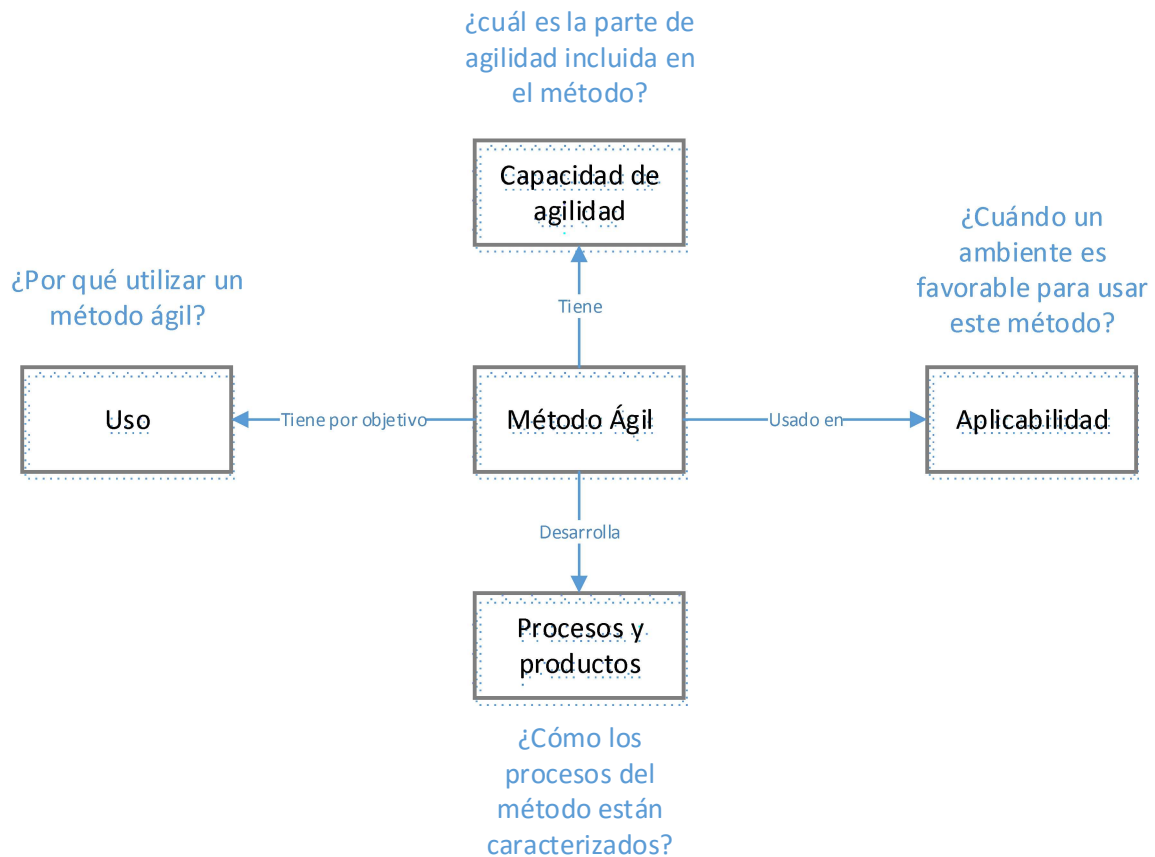 ¿cuál es la parte de
agilidad incluida en
el método?
Capacidad de
agilidad
¿Cuándo un
ambiente es
favorable para usar
este método?
¿Por qué utilizar un
método ágil?
Tiene
Uso
Tiene por objetivo
Método Ágil
Usado en
Aplicabilidad
Desarrolla
Procesos y
productos
¿Cómo los
procesos del
método están
caracterizados?